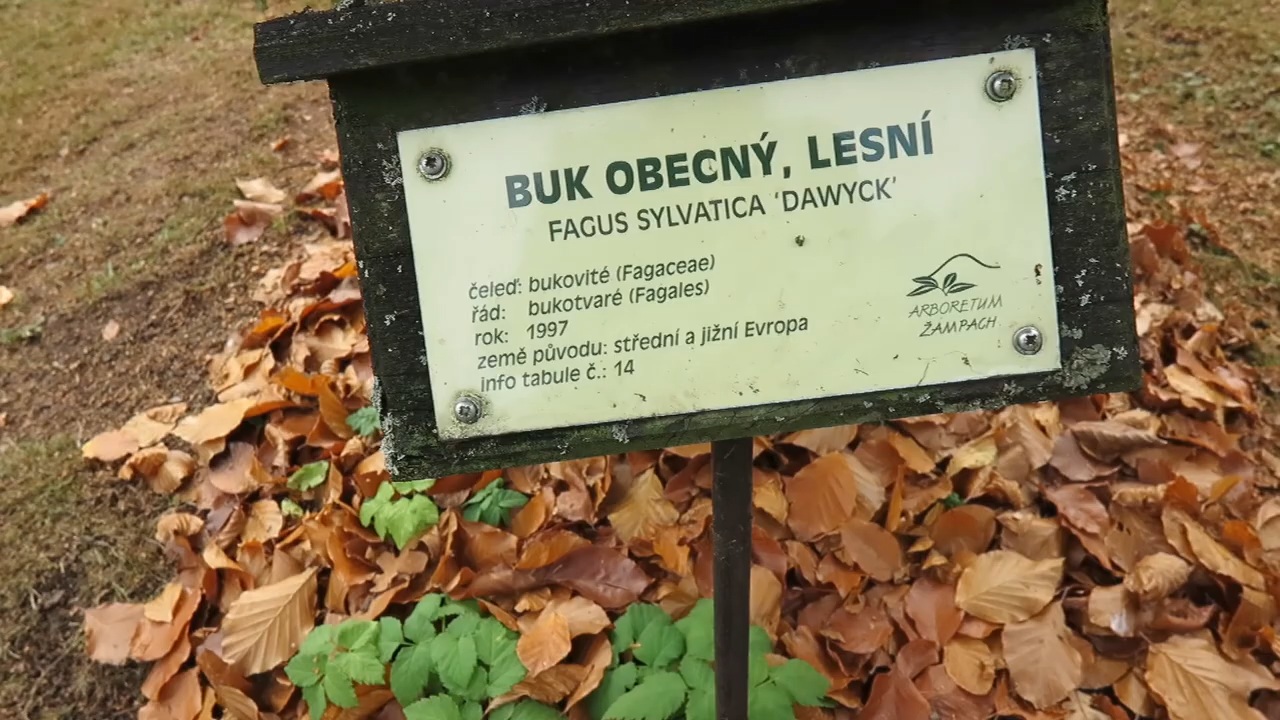 BUK OBECNÝ, LESNÍ
FAGUS SYLVATICA ‘DAWYCK’
čeleď: bukovité (Fagaceae)
řád: bukotvaré (Fagales)
rok: 1997
země původu: střední a jižní Evropa
info tabule č.: 14
ARBORETUM
ŽAMPACH